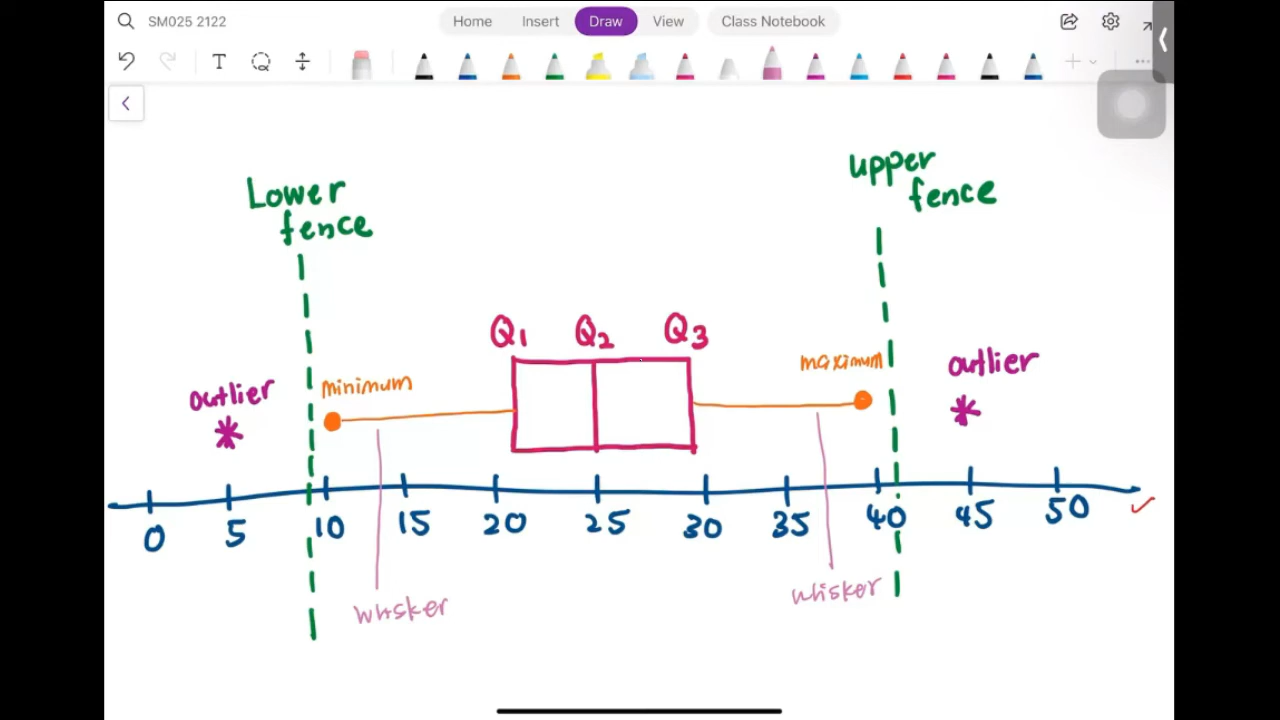 SM025 2122
Home Insert Draw View Class Notebook
T
Lower
fence
upper
fence
Q1 Q2 Q3
outlier
minimum
maximum
outlier
0 5 10 15 20 25 30 35 40 45 50
whsker
whisker